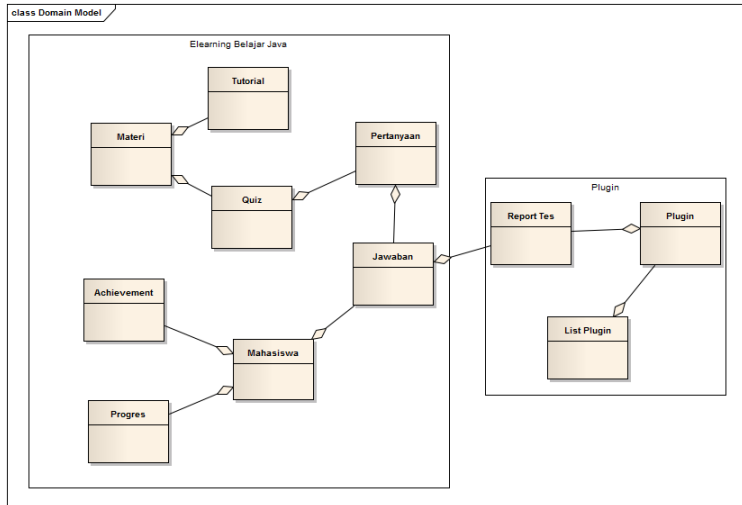 class Domain Model
Elearning Belajar Java
Tutorial
Materi
Pertanyaan
Quiz
Jawaban
Achievement
Mahasiswa
Progres
Plugin
Report Tes
Plugin
List Plugin